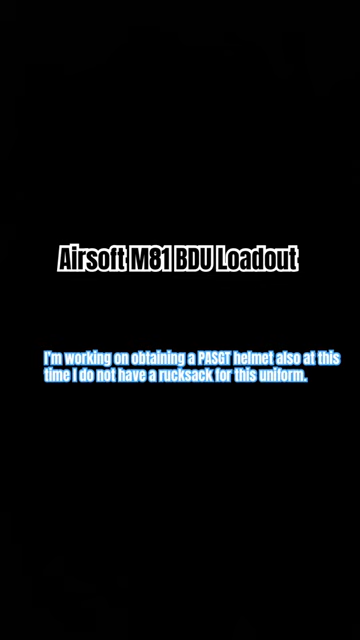 Airsoft M81 BDU Loadout
I'm working on obtaining a PASGT helmet also at this
time I do not have a rucksack for this uniform.